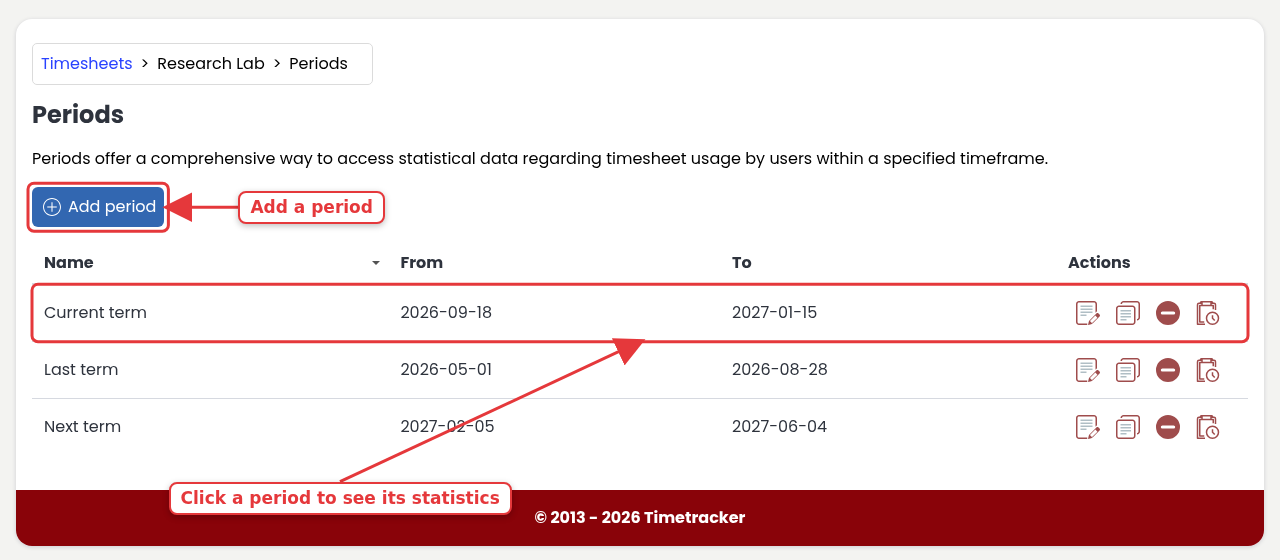 Timesheets > Research Lab > Periods
Periods
Periods offer a comprehensive way to access statistical data regarding timesheet usage by users within a specified timeframe.
Add period
Add a period
Name From To Actions
Current term 2026-09-18 2027-01-15
Last term 2026-05-01 2026-08-28
Next term 2027-02-05 2027-06-04
Click a period to see its statistics
© 2013 - 2026 Timetracker